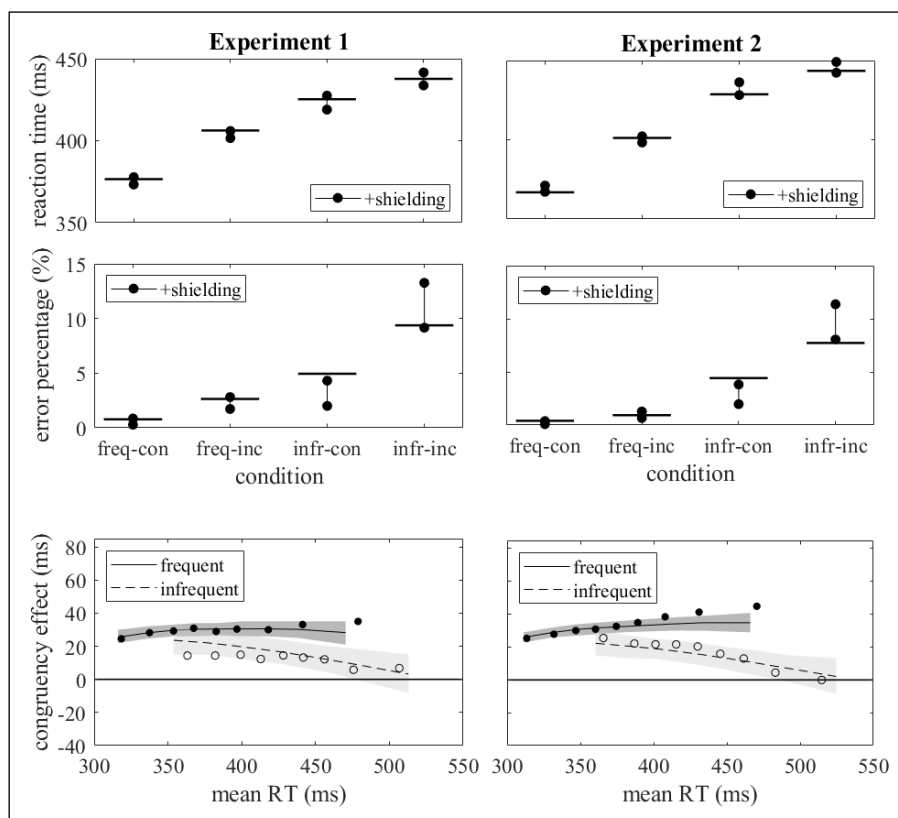 Experiment 1
Experiment 2
reaction time (ms)
450
400
350
+shielding
+shielding
error percentage (%)
15
10
5
0
+shielding
+shielding
freq-con freq-inc infr-con infr-inc
condition
freq-con freq-inc infr-con infr-inc
condition
congruency effect (ms)
80
60
40
20
0
-20
-40
frequent
infrequent
frequent
infrequent
300 350 400 450 500 550
mean RT (ms)
300 350 400 450 500 550
mean RT (ms)